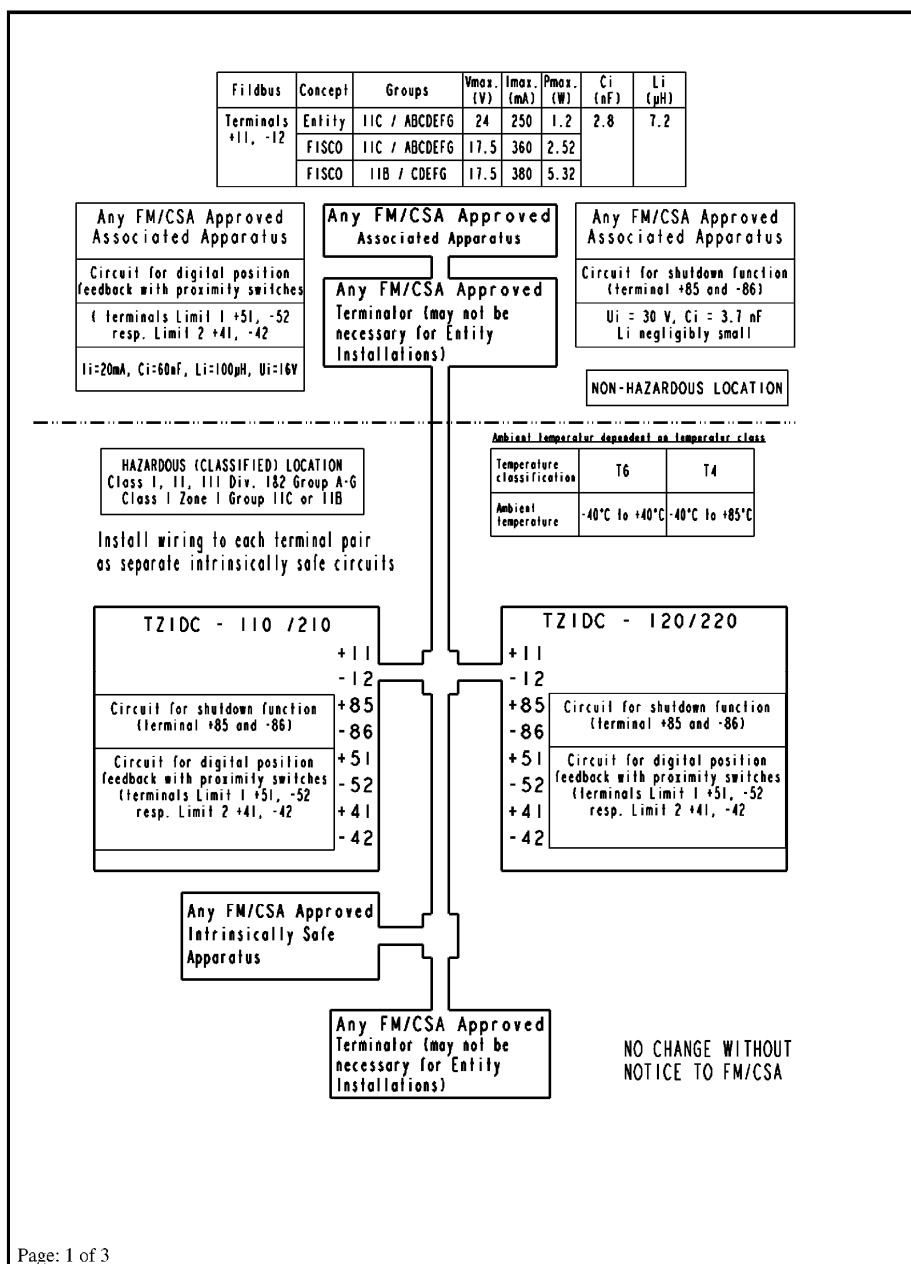 Fildbus Concept Groups Vmax. (V) Imax. (mA) Pmax. (W) Ci (nF) Li (µH)
Terminals +11, -12 Entity IIC / ABCDEFG 24 250 1.2 2.8 7.2
FISCO IIC / ABCDEFG 17.5 360 2.52
FISCO IIB / CDEFG 17.5 380 5.32
Any FM/CSA Approved
Associated Apparatus
Circuit for digital position
feedback with proximity switches
( terminals Limit 1 +51, -52
resp. Limit 2 +41, -42
Ii=20mA, Ci=60nF, Li=100µH, Ui=16V
Any FM/CSA Approved
Associated Apparatus
Any FM/CSA Approved
Terminator (may not be
necessary for Entity
Installations)
Any FM/CSA Approved
Associated Apparatus
Circuit for shutdown function
(terminal +85 and -86)
Ui = 30 V, Ci = 3.7 nF
Li negligibly small
NON-HAZARDOUS LOCATION
HAZARDOUS (CLASSIFIED) LOCATION
Class I, II, III Div. 1&2 Group A-G
Class I Zone 1 Group IIC or IIB
Ambient temperatur dependent on temperatur class
Temperature classification T6 T4
Ambient temperature -40°C to +40°C -40°C to +85°C
Install wiring to each terminal pair
as separate intrinsically safe circuits
TZIDC - 110 /210
+11
-12
+85
-86
+51
-52
+41
-42
Circuit for shutdown function
(terminal +85 and -86)
Circuit for digital position
feedback with proximity switches
(terminals Limit 1 +51, -52
resp. Limit 2 +41, -42
TZIDC - 120/220
+11
-12
+85
-86
+51
-52
+41
-42
Circuit for shutdown function
(terminal +85 and -86)
Circuit for digital position
feedback with proximity switches
(terminals Limit 1 +51, -52
resp. Limit 2 +41, -42
Any FM/CSA Approved
Intrinsically Safe
Apparatus
Any FM/CSA Approved
Terminator (may not be
necessary for Entity
Installations)
NO CHANGE WITHOUT
NOTICE TO FM/CSA
Page: 1 of 3